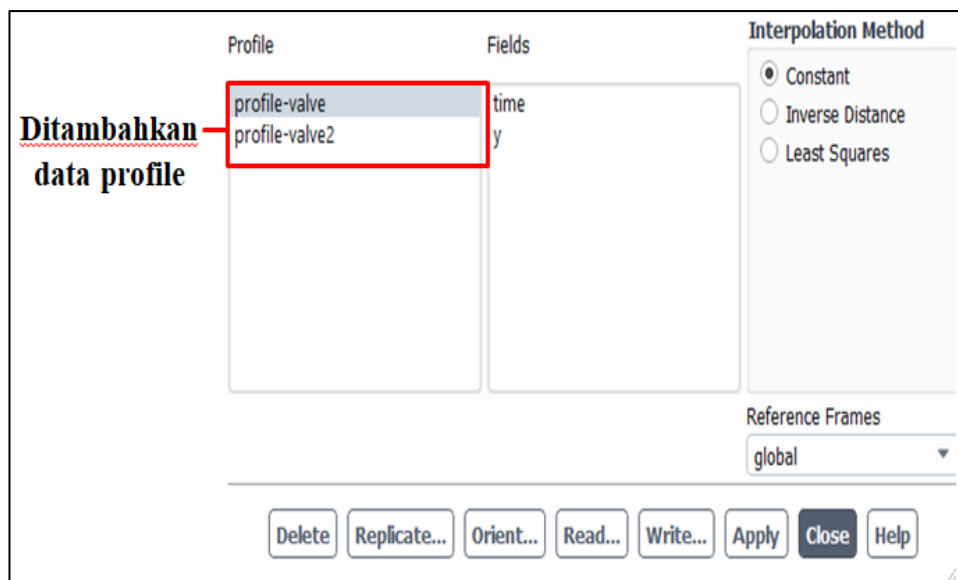 Profile
Fields
Interpolation Method
Ditambahkan
data profile
profile-valve
profile-valve2
time
y
Constant
Inverse Distance
Least Squares
Reference Frames
global
Delete
Replicate...
Orient...
Read...
Write...
Apply
Close
Help